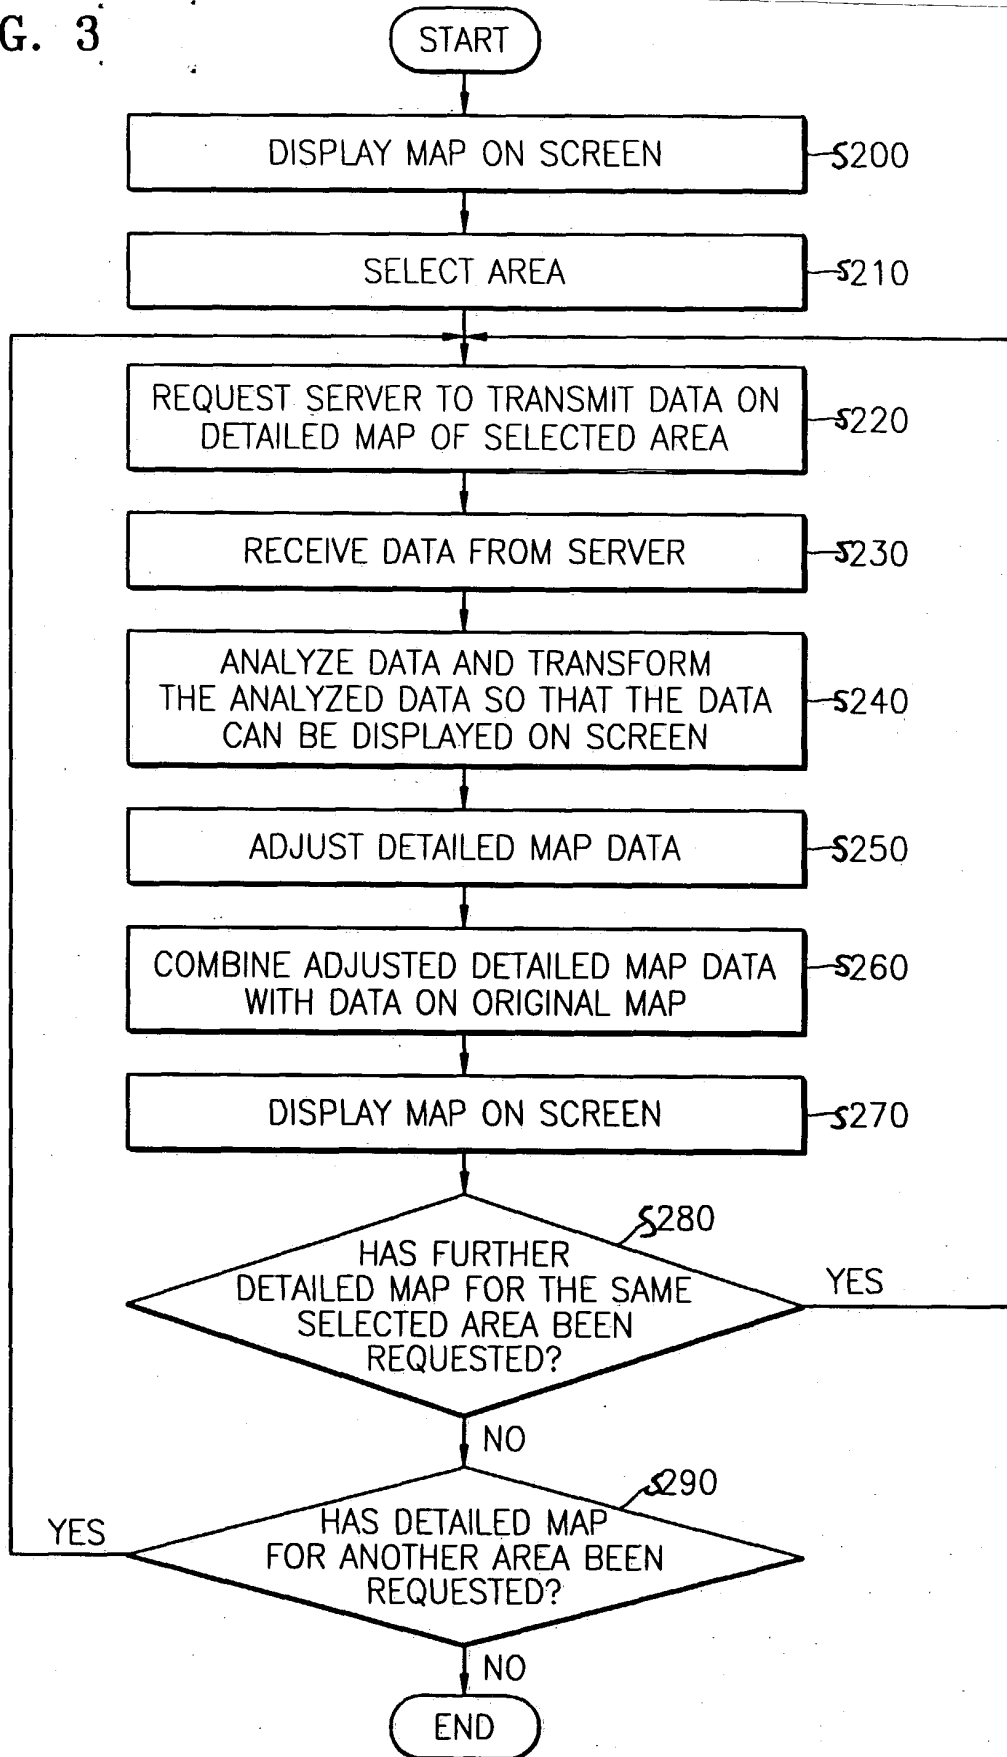 G. 3
START
DISPLAY MAP ON SCREEN
S200
SELECT AREA
S210
REQUEST SERVER TO TRANSMIT DATA ON
DETAILED MAP OF SELECTED AREA
S220
RECEIVE DATA FROM SERVER
S230
ANALYZE DATA AND TRANSFORM
THE ANALYZED DATA SO THAT THE DATA
CAN BE DISPLAYED ON SCREEN
S240
ADJUST DETAILED MAP DATA
S250
COMBINE ADJUSTED DETAILED MAP DATA
WITH DATA ON ORIGINAL MAP
S260
DISPLAY MAP ON SCREEN
S270
S280
HAS FURTHER
DETAILED MAP FOR THE SAME
SELECTED AREA BEEN
REQUESTED?
YES
NO
S290
HAS DETAILED MAP
FOR ANOTHER AREA BEEN
REQUESTED?
YES
NO
END